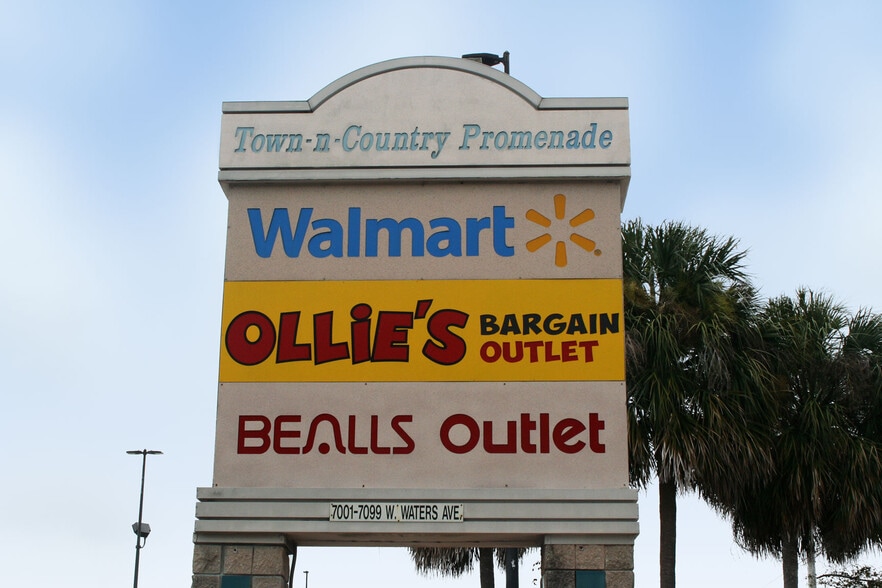 Town-n-Country Promenade
Walmart
OLLiE'S BARGAIN
OUTLET
BEALLS Outlet
7001-7099 W. WATERS AVE.